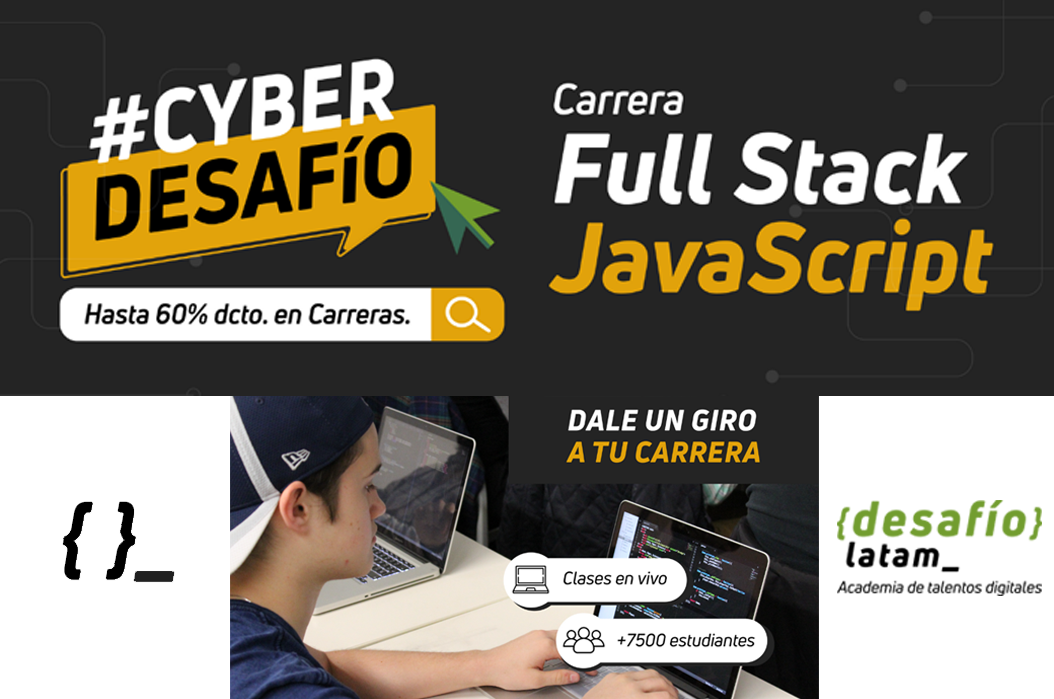 #CYBER
DESAFÍO
Hasta 60% dcto. en Carreras.
Carrera
Full Stack
JavaScript
DALE UN GIRO
A TU CARRERA
{ }_
Clases en vivo
+7500 estudiantes
{desafío}
latam_
Academia de talentos digitales